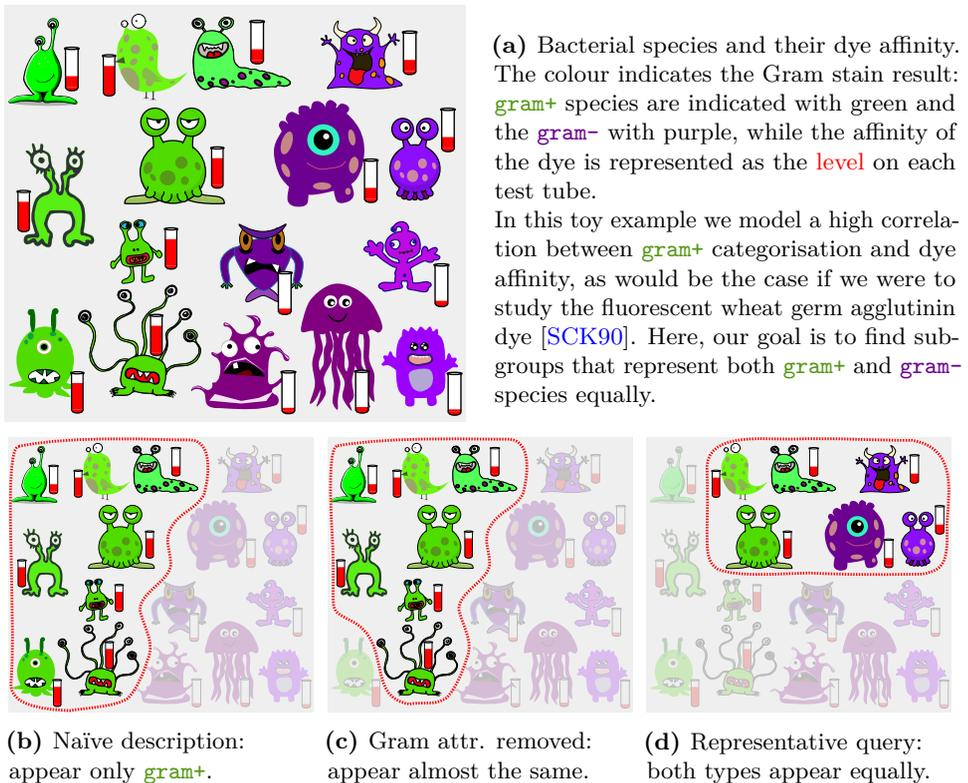 (a) Bacterial species and their dye affinity.
The colour indicates the Gram stain result:
gram+ species are indicated with green and
the gram- with purple, while the affinity of
the dye is represented as the level on each
test tube.
In this toy example we model a high correla-
tion between gram+ categorisation and dye
affinity, as would be the case if we were to
study the fluorescent wheat germ agglutinin
dye [SCK90]. Here, our goal is to find sub-
groups that represent both gram+ and gram-
species equally.
(b) Naïve description:
appear only gram+.
(c) Gram attr. removed:
appear almost the same.
(d) Representative query:
both types appear equally.